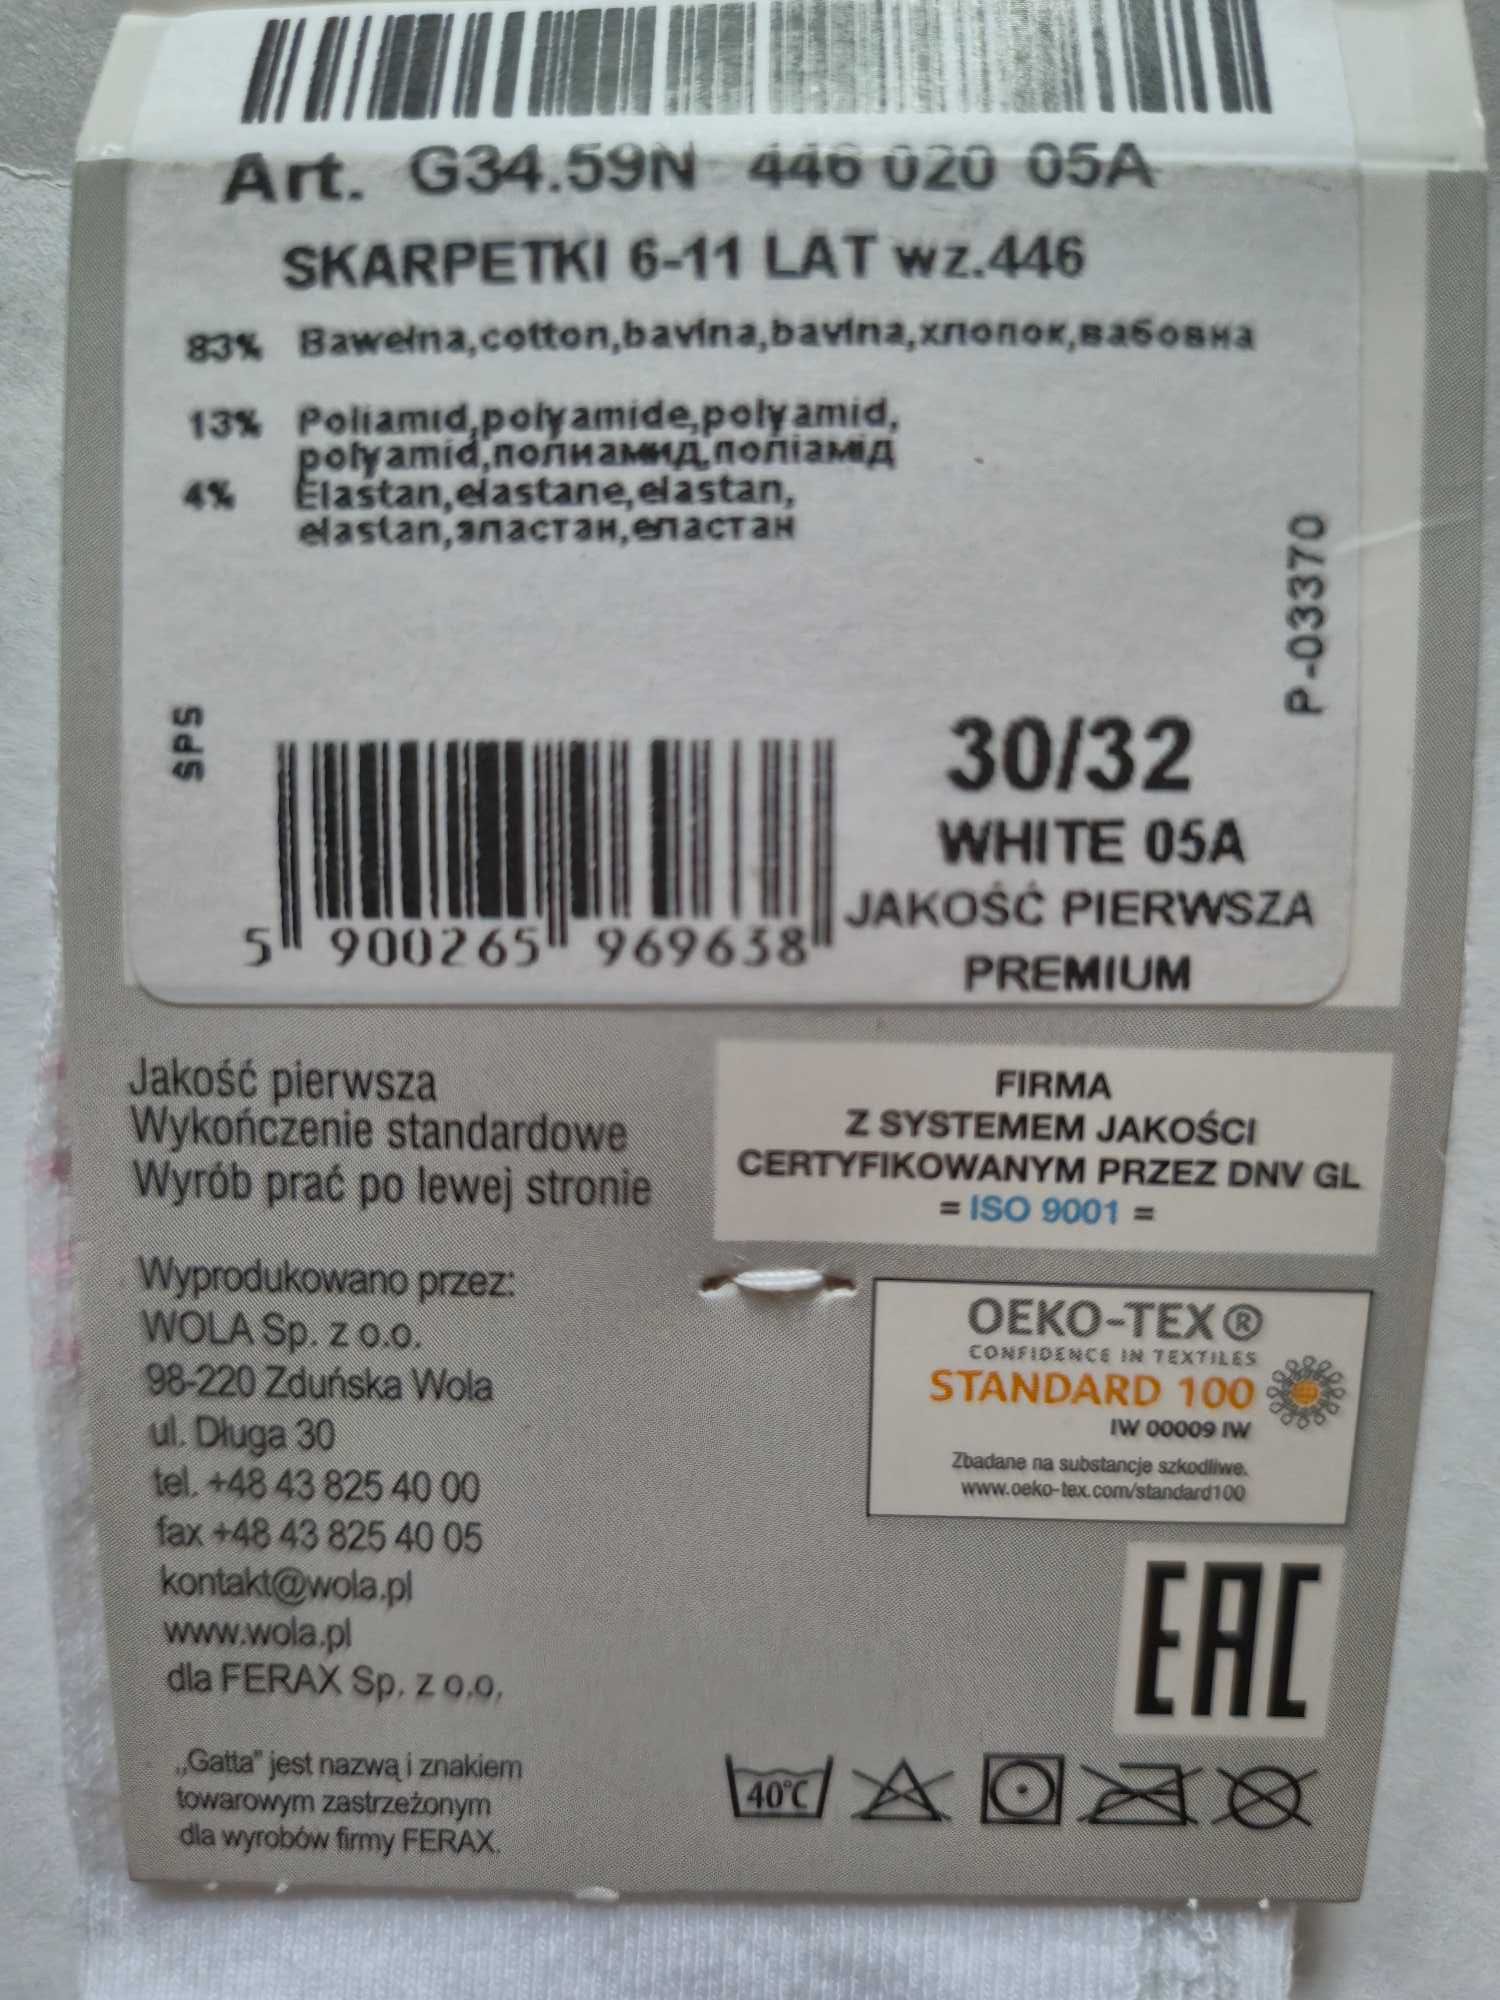 Art. G34.59N 446 020 05A
SKARPETKI 6-11 LAT wz.446
83% Bawełna,cotton,bavlna,bavlna,хлопок,бабовна
13% Poliamid,polyamide,polyamid,
polyamid,полиамид,поліамід
4% Elastan,elastane,elastan,
elastan,эластан,еластан
P-03370
SPS
30/32
WHITE 05A
JAKOŚĆ PIERWSZA
PREMIUM
5 900265 969638
Jakość pierwsza
Wykończenie standardowe
Wyrób prać po lewej stronie
FIRMA
Z SYSTEMEM JAKOŚCI
CERTYFIKOWANYM PRZEZ DNV GL
= ISO 9001 =
Wyprodukowano przez:
WOLA Sp. z o.o.
98-220 Zduńska Wola
ul. Długa 30
tel. +48 43 825 40 00
fax +48 43 825 40 05
kontakt@wola.pl
www.wola.pl
dla FERAX Sp. z o.o.
OEKO-TEX®
CONFIDENCE IN TEXTILES
STANDARD 100
IW 00009 IW
Zbadane na substancje szkodliwe.
www.oeko-tex.com/standard100
EAC
„Gatta" jest nazwą i znakiem
towarowym zastrzeżonym
dla wyrobów firmy FERAX.
40°C